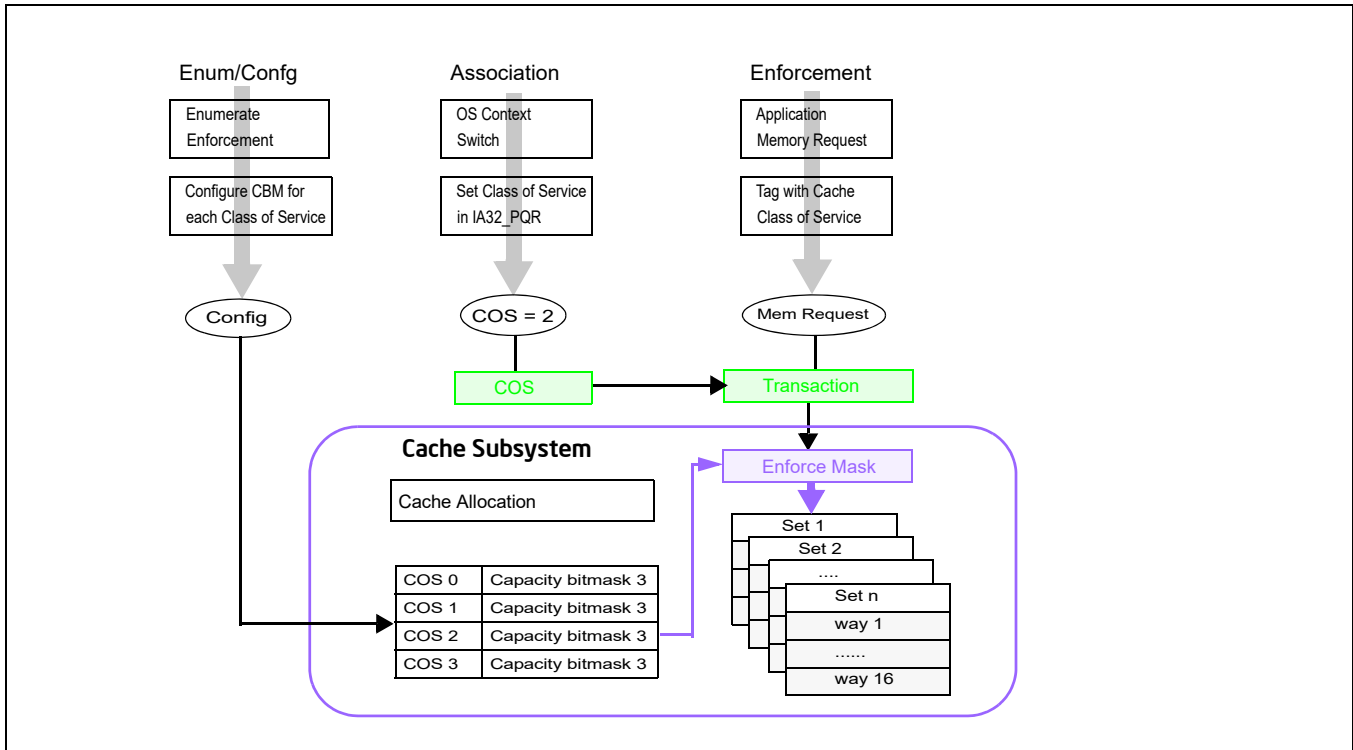 Enum/Confg
Association
Enforcement
Enumerate
Enforcement
OS Context
Switch
Application
Memory Request
Configure CBM for
each Class of Service
Set Class of Service
in IA32_PQR
Tag with Cache
Class of Service
Config
COS = 2
Mem Request
COS
Transaction
Cache Subsystem
Enforce Mask
Cache Allocation
Set 1
Set 2
....
Set n
way 1
......
way 16
COS 0 Capacity bitmask 3
COS 1 Capacity bitmask 3
COS 2 Capacity bitmask 3
COS 3 Capacity bitmask 3